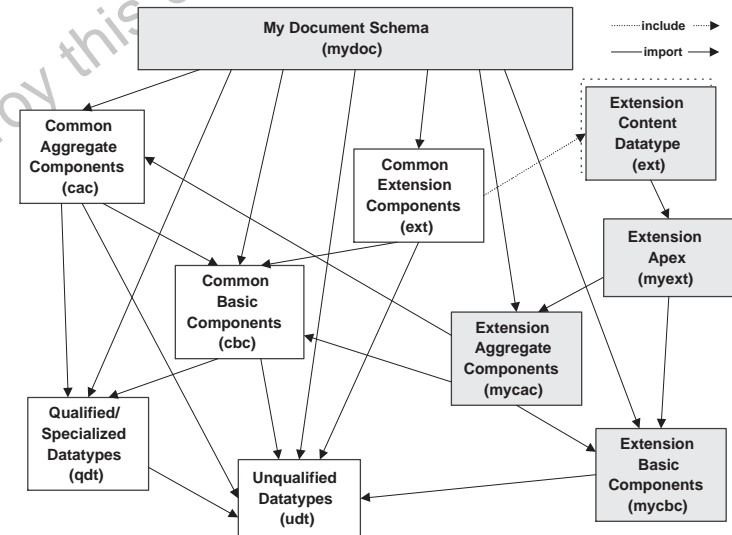 My Document Schema
(mydoc)
include
import
Common
Aggregate
Components
(cac)
Common
Extension
Components
(ext)
Extension
Content
Datatype
(ext)
Extension
Apex
(myext)
Common
Basic
Components
(cbc)
Extension
Aggregate
Components
(mycac)
Qualified/
Specialized
Datatypes
(qdt)
Unqualified
Datatypes
(udt)
Extension
Basic
Components
(mycbc)
oy this